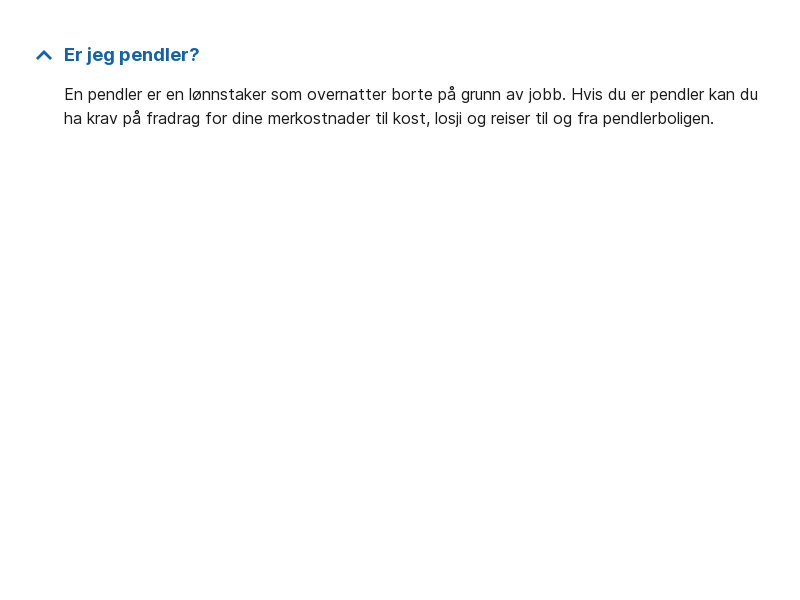 Er jeg pendler?
En pendler er en lønnstaker som overnatter borte på grunn av jobb. Hvis du er pendler kan du
ha krav på fradrag for dine merkostnader til kost, losji og reiser til og fra pendlerboligen.